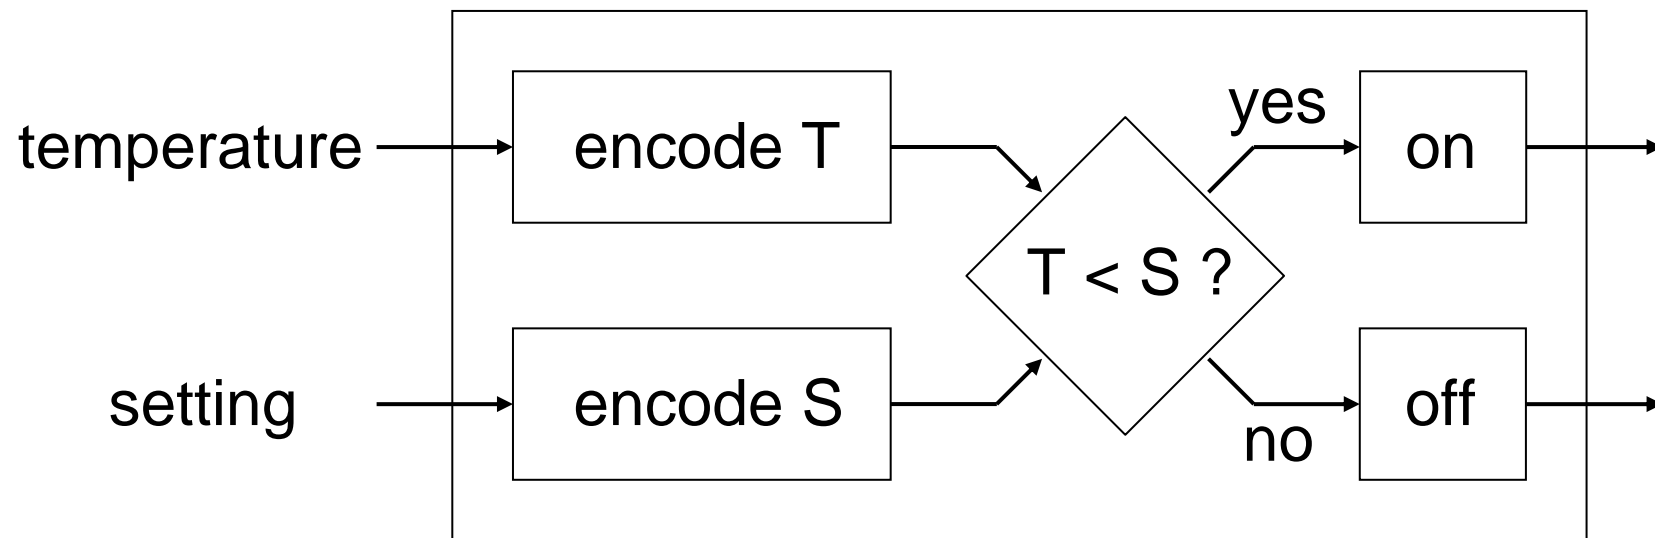 temperature
encode T
yes
on
T < S ?
setting
encode S
no
off